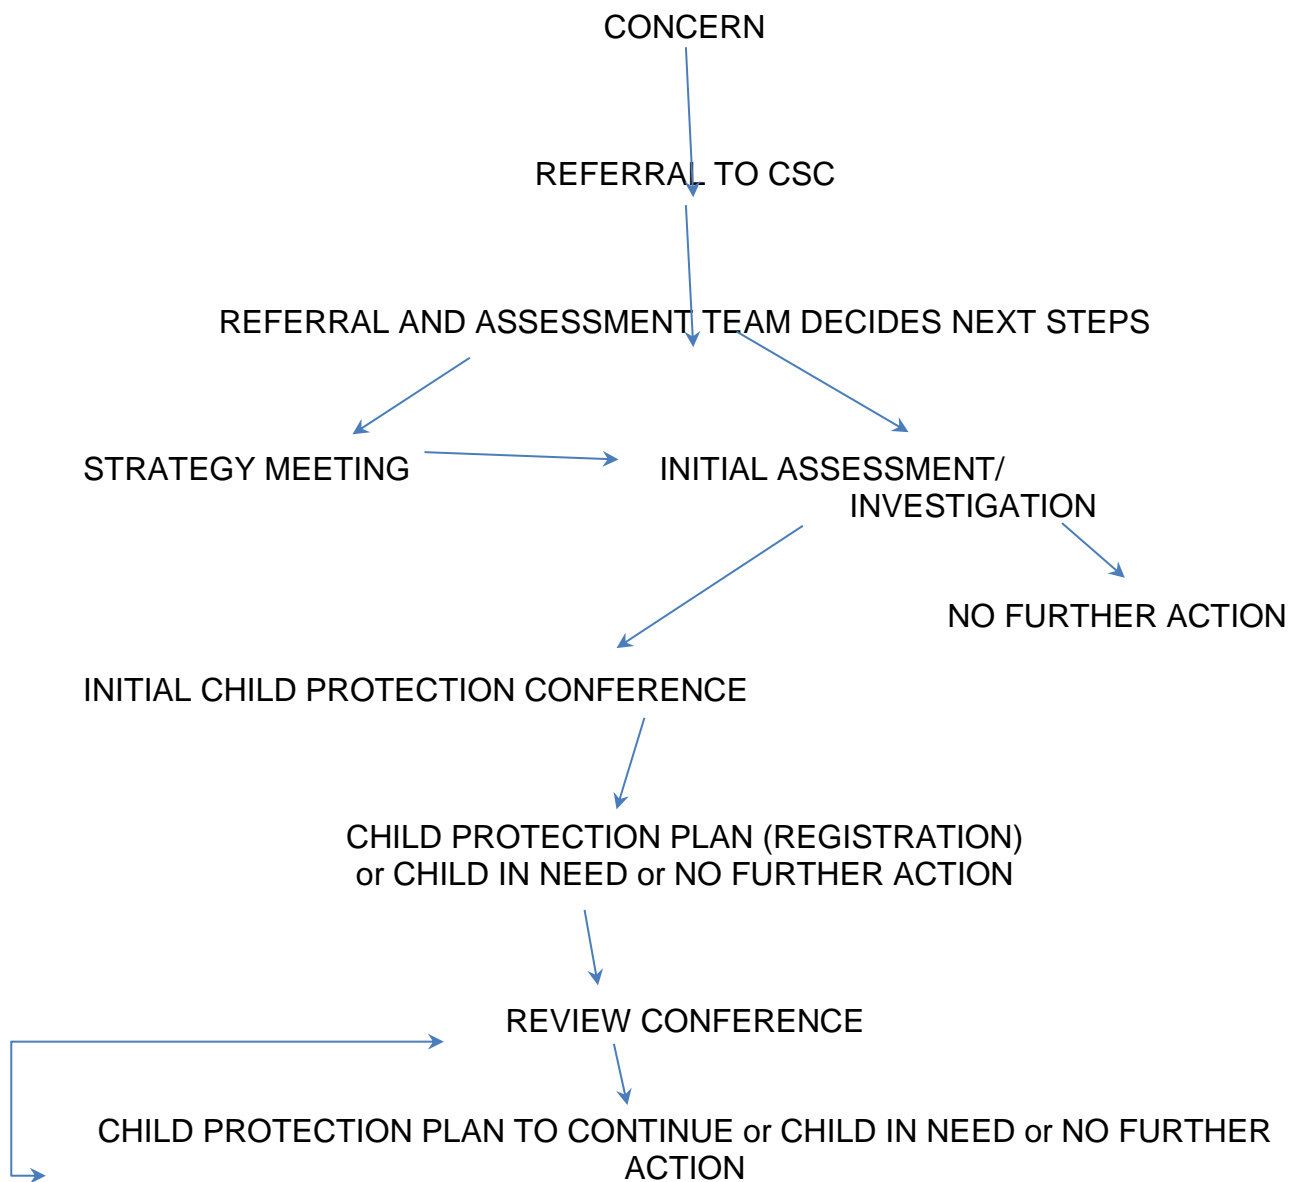 CONCERN
REFERRAL TO CSC
REFERRAL AND ASSESSMENT TEAM DECIDES NEXT STEPS
STRATEGY MEETING
INITIAL ASSESSMENT/
INVESTIGATION
NO FURTHER ACTION
INITIAL CHILD PROTECTION CONFERENCE
CHILD PROTECTION PLAN (REGISTRATION)
or CHILD IN NEED or NO FURTHER ACTION
REVIEW CONFERENCE
CHILD PROTECTION PLAN TO CONTINUE or CHILD IN NEED or NO FURTHER
ACTION